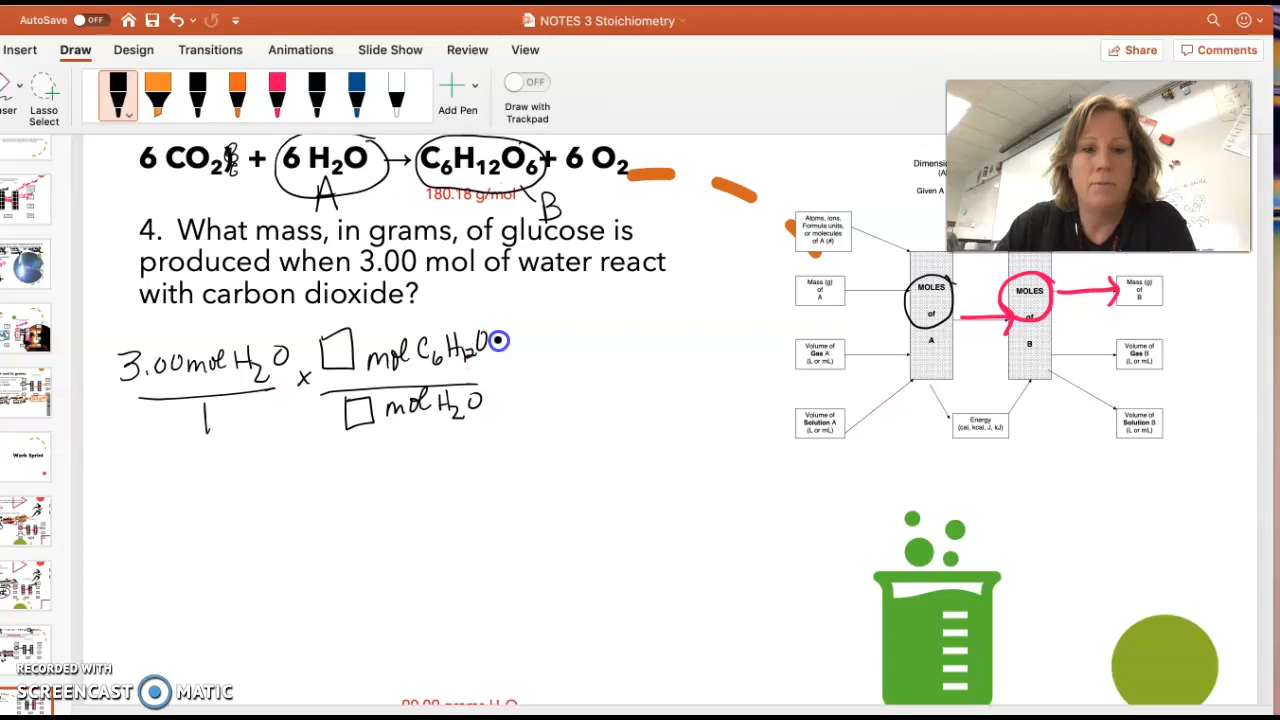 AutoSave OFF NOTES 3 Stoichiometry
Insert Draw Design Transitions Animations Slide Show Review View Share Comments
Lasso
Select
Add Pen
OFF
Draw with
Trackpad
6 CO2 + 6 H2O → C6H12O6 + 6 O2
A
180.18 g/mol
B
4. What mass, in grams, of glucose is
produced when 3.00 mol of water react
with carbon dioxide?
3.00 mol H2O
1
x
□ mol C6H12O
□ mol H2O
Given A
Atoms, ions,
Formula units,
or molecules
of A (#)
Mass (g)
of
A
Volume of
Gas A
(L or mL)
Volume of
Solution A
(L or mL)
MOLES
of
A
MOLES
of
B
Energy
(cal, kcal, J, kJ)
Mass (g)
of
B
Volume of
Gas B
(L or mL)
Volume of
Solution B
(L or mL)
Work Sprint
RECORDED WITH
SCREENCAST MATIC